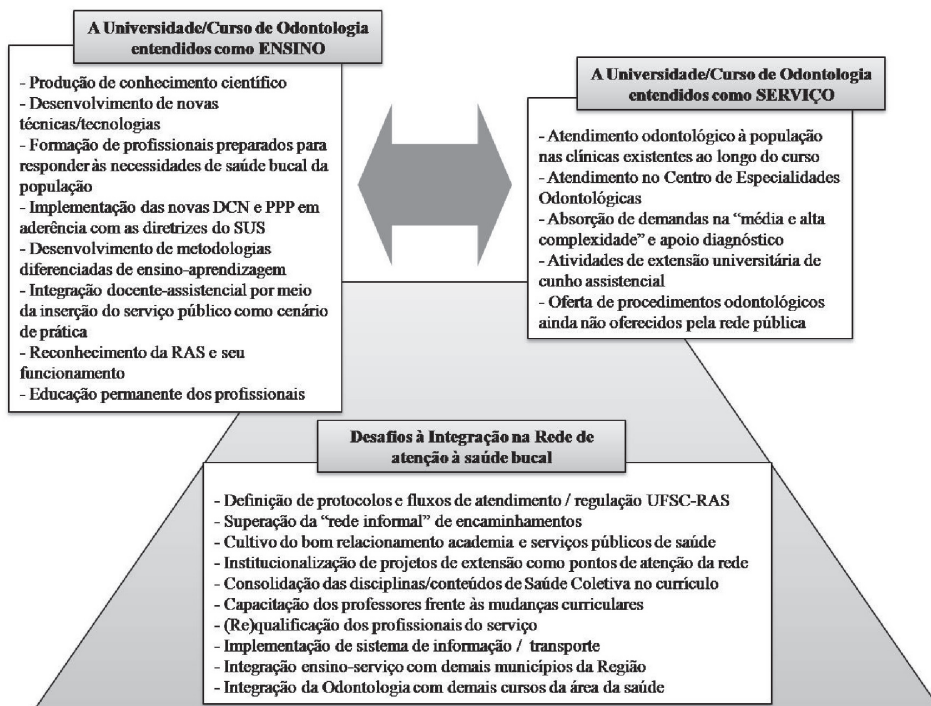 A Universidade/Curso de Odontologia
entendidos como ENSINO
- Produção de conhecimento científico
- Desenvolvimento de novas
técnicas/tecnologias
- Formação de profissionais preparados para
responder às necessidades de saúde bucal da
população
- Implementação das novas DCN e PPP em
aderência com as diretrizes do SUS
- Desenvolvimento de metodologias
diferenciadas de ensino-aprendizagem
- Integração docente-assistencial por meio
da inserção do serviço público como cenário
de prática
- Reconhecimento da RAS e seu
funcionamento
- Educação permanente dos profissionais
A Universidade/Curso de Odontologia
entendidos como SERVIÇO
- Atendimento odontológico à população
nas clínicas existentes ao longo do curso
- Atendimento no Centro de Especialidades
Odontológicas
- Absorção de demandas na “média e alta
complexidade” e apoio diagnóstico
- Atividades de extensão universitária de
cunho assistencial
- Oferta de procedimentos odontológicos
ainda não oferecidos pela rede pública
Desafios à Integração na Rede de
atenção à saúde bucal
- Definição de protocolos e fluxos de atendimento / regulação UFSC-RAS
- Superação da “rede informal” de encaminhamentos
- Cultivo do bom relacionamento academia e serviços públicos de saúde
- Institucionalização de projetos de extensão como pontos de atenção da rede
- Consolidação das disciplinas/conteúdos de Saúde Coletiva no currículo
- Capacitação dos professores frente às mudanças curriculares
- (Re)qualificação dos profissionais do serviço
- Implementação de sistema de informação / transporte
- Integração ensino-serviço com demais municípios da Região
- Integração da Odontologia com demais cursos da área da saúde